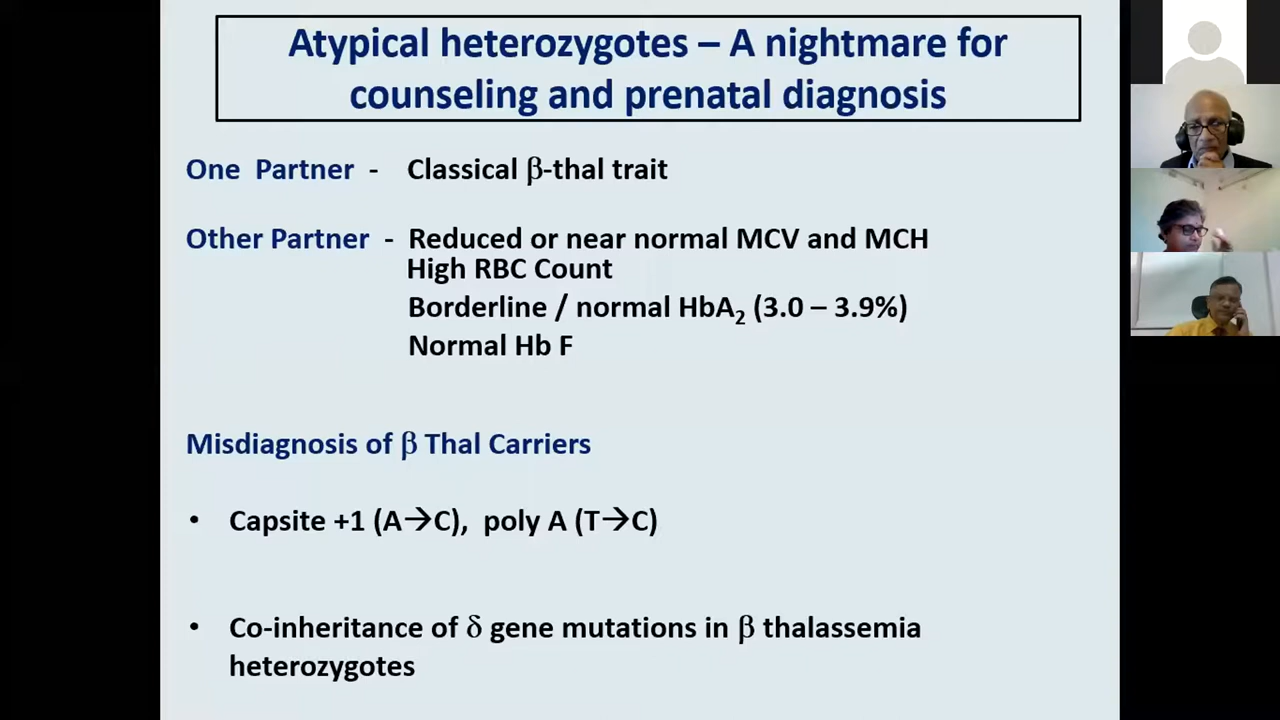 Atypical heterozygotes – A nightmare for
counseling and prenatal diagnosis
One Partner - Classical β-thal trait
Other Partner - Reduced or near normal MCV and MCH
High RBC Count
Borderline / normal HbA₂ (3.0 – 3.9%)
Normal Hb F
Misdiagnosis of β Thal Carriers
• Capsite +1 (A→C), poly A (T→C)
• Co-inheritance of δ gene mutations in β thalassemia
heterozygotes